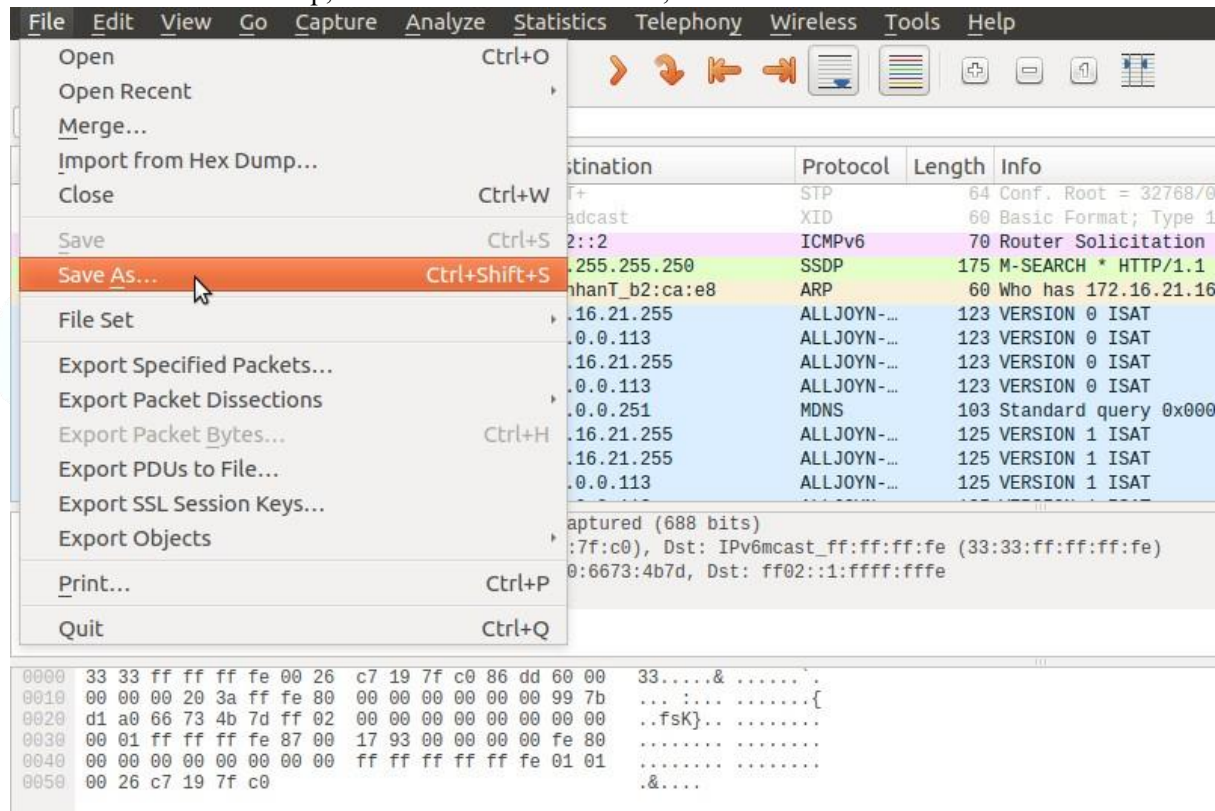 File Edit View Go Capture Analyze Statistics Telephony Wireless Tools Help
Open Ctrl+O
Open Recent
Merge...
Import from Hex Dump...
Close Ctrl+W
Save Ctrl+S
Save As... Ctrl+Shift+S
File Set
Export Specified Packets...
Export Packet Dissections
Export Packet Bytes... Ctrl+H
Export PDUs to File...
Export SSL Session Keys...
Export Objects
Print... Ctrl+P
Quit Ctrl+Q
stination Protocol Length Info
T+ STP 64 Conf. Root = 32768/0
adcast XID 60 Basic Format; Type 1
2::2 ICMPv6 70 Router Solicitation
.255.255.250 SSDP 175 M-SEARCH * HTTP/1.1
nhanT_b2:ca:e8 ARP 60 Who has 172.16.21.16
.16.21.255 ALLJOYN-... 123 VERSION 0 ISAT
.0.0.113 ALLJOYN-... 123 VERSION 0 ISAT
.16.21.255 ALLJOYN-... 123 VERSION 0 ISAT
.0.0.113 ALLJOYN-... 123 VERSION 0 ISAT
.0.0.251 MDNS 103 Standard query 0x000
.16.21.255 ALLJOYN-... 125 VERSION 1 ISAT
.16.21.255 ALLJOYN-... 125 VERSION 1 ISAT
.0.0.113 ALLJOYN-... 125 VERSION 1 ISAT
aptured (688 bits)
:7f:c0), Dst: IPv6mcast_ff:ff:ff:fe (33:33:ff:ff:ff:fe)
0:6673:4b7d, Dst: ff02::1:ffff:fffe
0000 33 33 ff ff ff fe 00 26 c7 19 7f c0 86 dd 60 00 33.....& ......`.
0010 00 00 00 20 3a ff fe 80 00 00 00 00 00 00 99 7b ... :... .......{
0020 d1 a0 66 73 4b 7d ff 02 00 00 00 00 00 00 00 00 ..fsK}.. ........
0030 00 01 ff ff ff fe 87 00 17 93 00 00 00 00 fe 80 ........ ........
0040 00 00 00 00 00 00 00 00 ff ff ff ff ff fe 01 01 ........ ........
0050 00 26 c7 19 7f c0 .&....